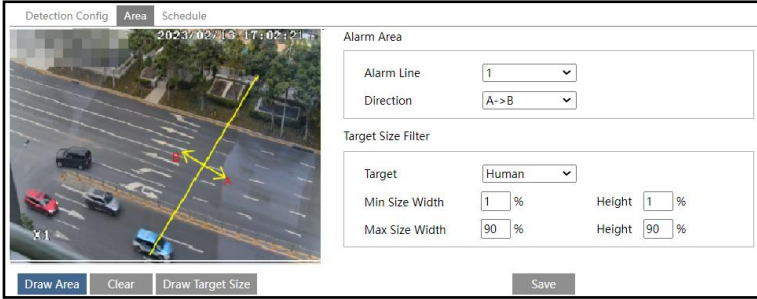 Detection Config Area Schedule
2023/02/13 17:02:21
Alarm Area
Alarm Line 1
Direction A->B
Target Size Filter
Target Human
Min Size Width 1 % Height 1 %
Max Size Width 90 % Height 90 %
B
A
X1
Draw Area Clear Draw Target Size Save